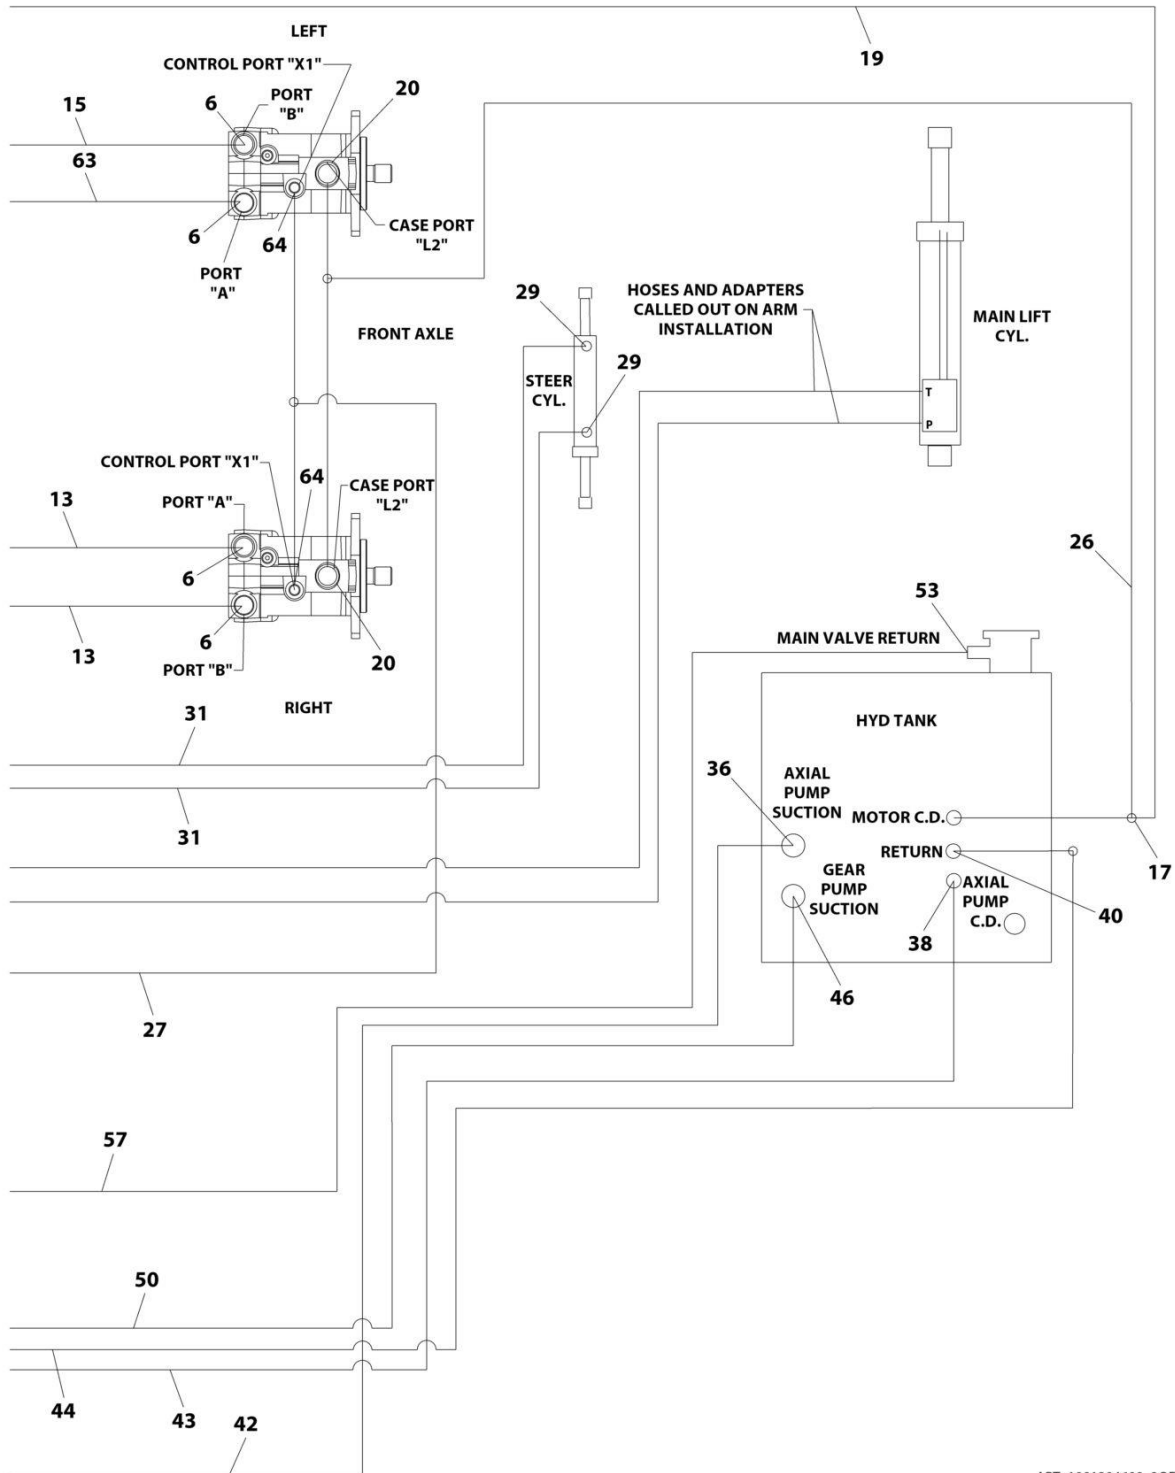 19
LEFT
CONTROL PORT "X1"
20
15
6
PORT
"B"
63
6
64
CASE PORT
"L2"
PORT
"A"
29
HOSES AND ADAPTERS
CALLED OUT ON ARM
INSTALLATION
MAIN LIFT
CYL.
FRONT AXLE
29
STEER
CYL.
T
P
CONTROL PORT "X1"
64
CASE PORT
"L2"
13
PORT "A"
6
26
53
6
13
PORT "B"
20
MAIN VALVE RETURN
RIGHT
31
HYD TANK
36
AXIAL
PUMP
SUCTION
MOTOR C.D.
31
RETURN
17
GEAR
PUMP
SUCTION
AXIAL
PUMP
C.D.
40
38
46
27
57
50
44
43
42